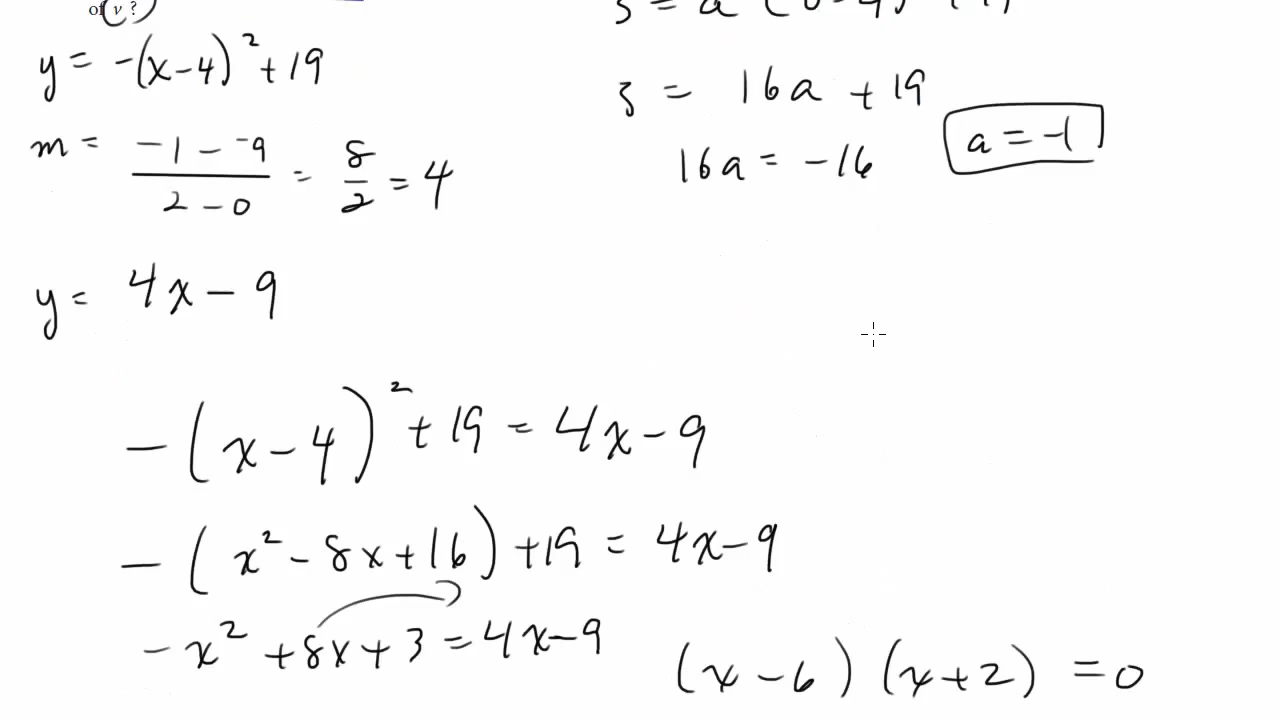 of v ?
y = -(x-4)² + 19
m = (-1 - -9)/(2 - 0) = 8/2 = 4
y = 4x - 9
3 = 16a + 19
16a = -16
a = -1
-(x-4)² + 19 = 4x - 9
-(x² - 8x + 16) + 19 = 4x - 9
-x² + 8x + 3 = 4x - 9
(x - 6)(x + 2) = 0